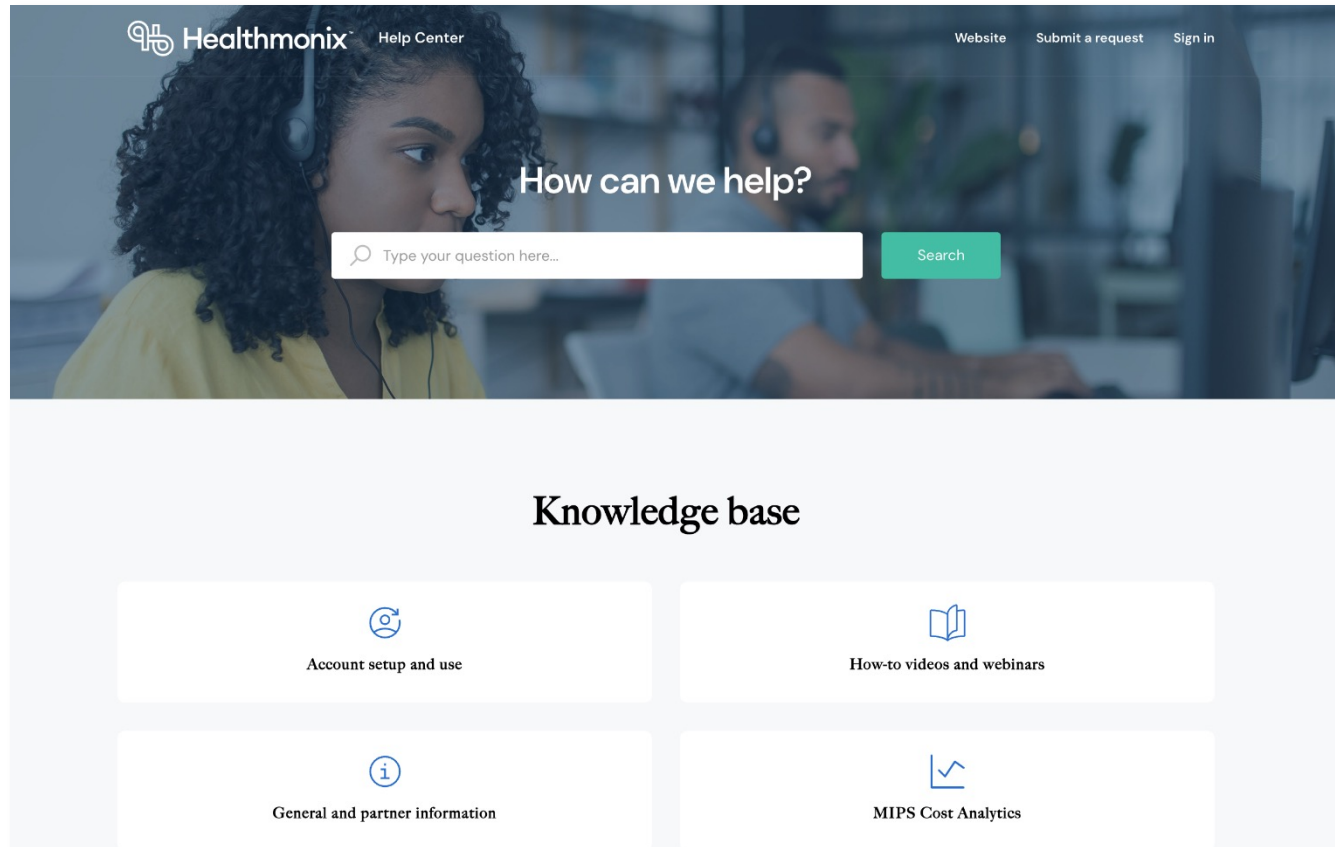 Healthmonix™ Help Center Website Submit a request Sign in
How can we help?
Type your question here... Search
Knowledge base
Account setup and use How-to videos and webinars
General and partner information MIPS Cost Analytics